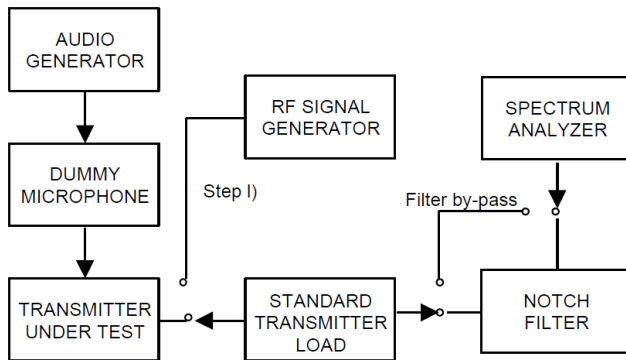 AUDIO
GENERATOR
RF SIGNAL
GENERATOR
SPECTRUM
ANALYZER
DUMMY
MICROPHONE
Step I)
Filter by-pass
TRANSMITTER
UNDER TEST
STANDARD
TRANSMITTER
LOAD
NOTCH
FILTER